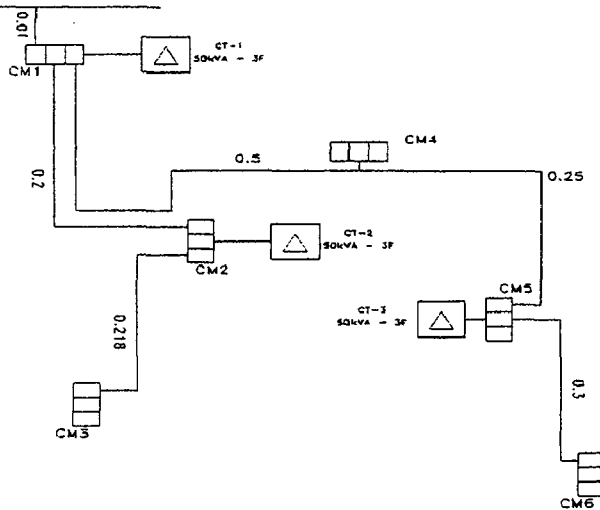 0.01
CT-1
50KVA - 3F
CM1
CM4
0.5
0.2
0.25
CT-2
50KVA - 3F
CM2
CM5
CT-3
50KVA - 3F
0.218
0.3
CM3
CM6